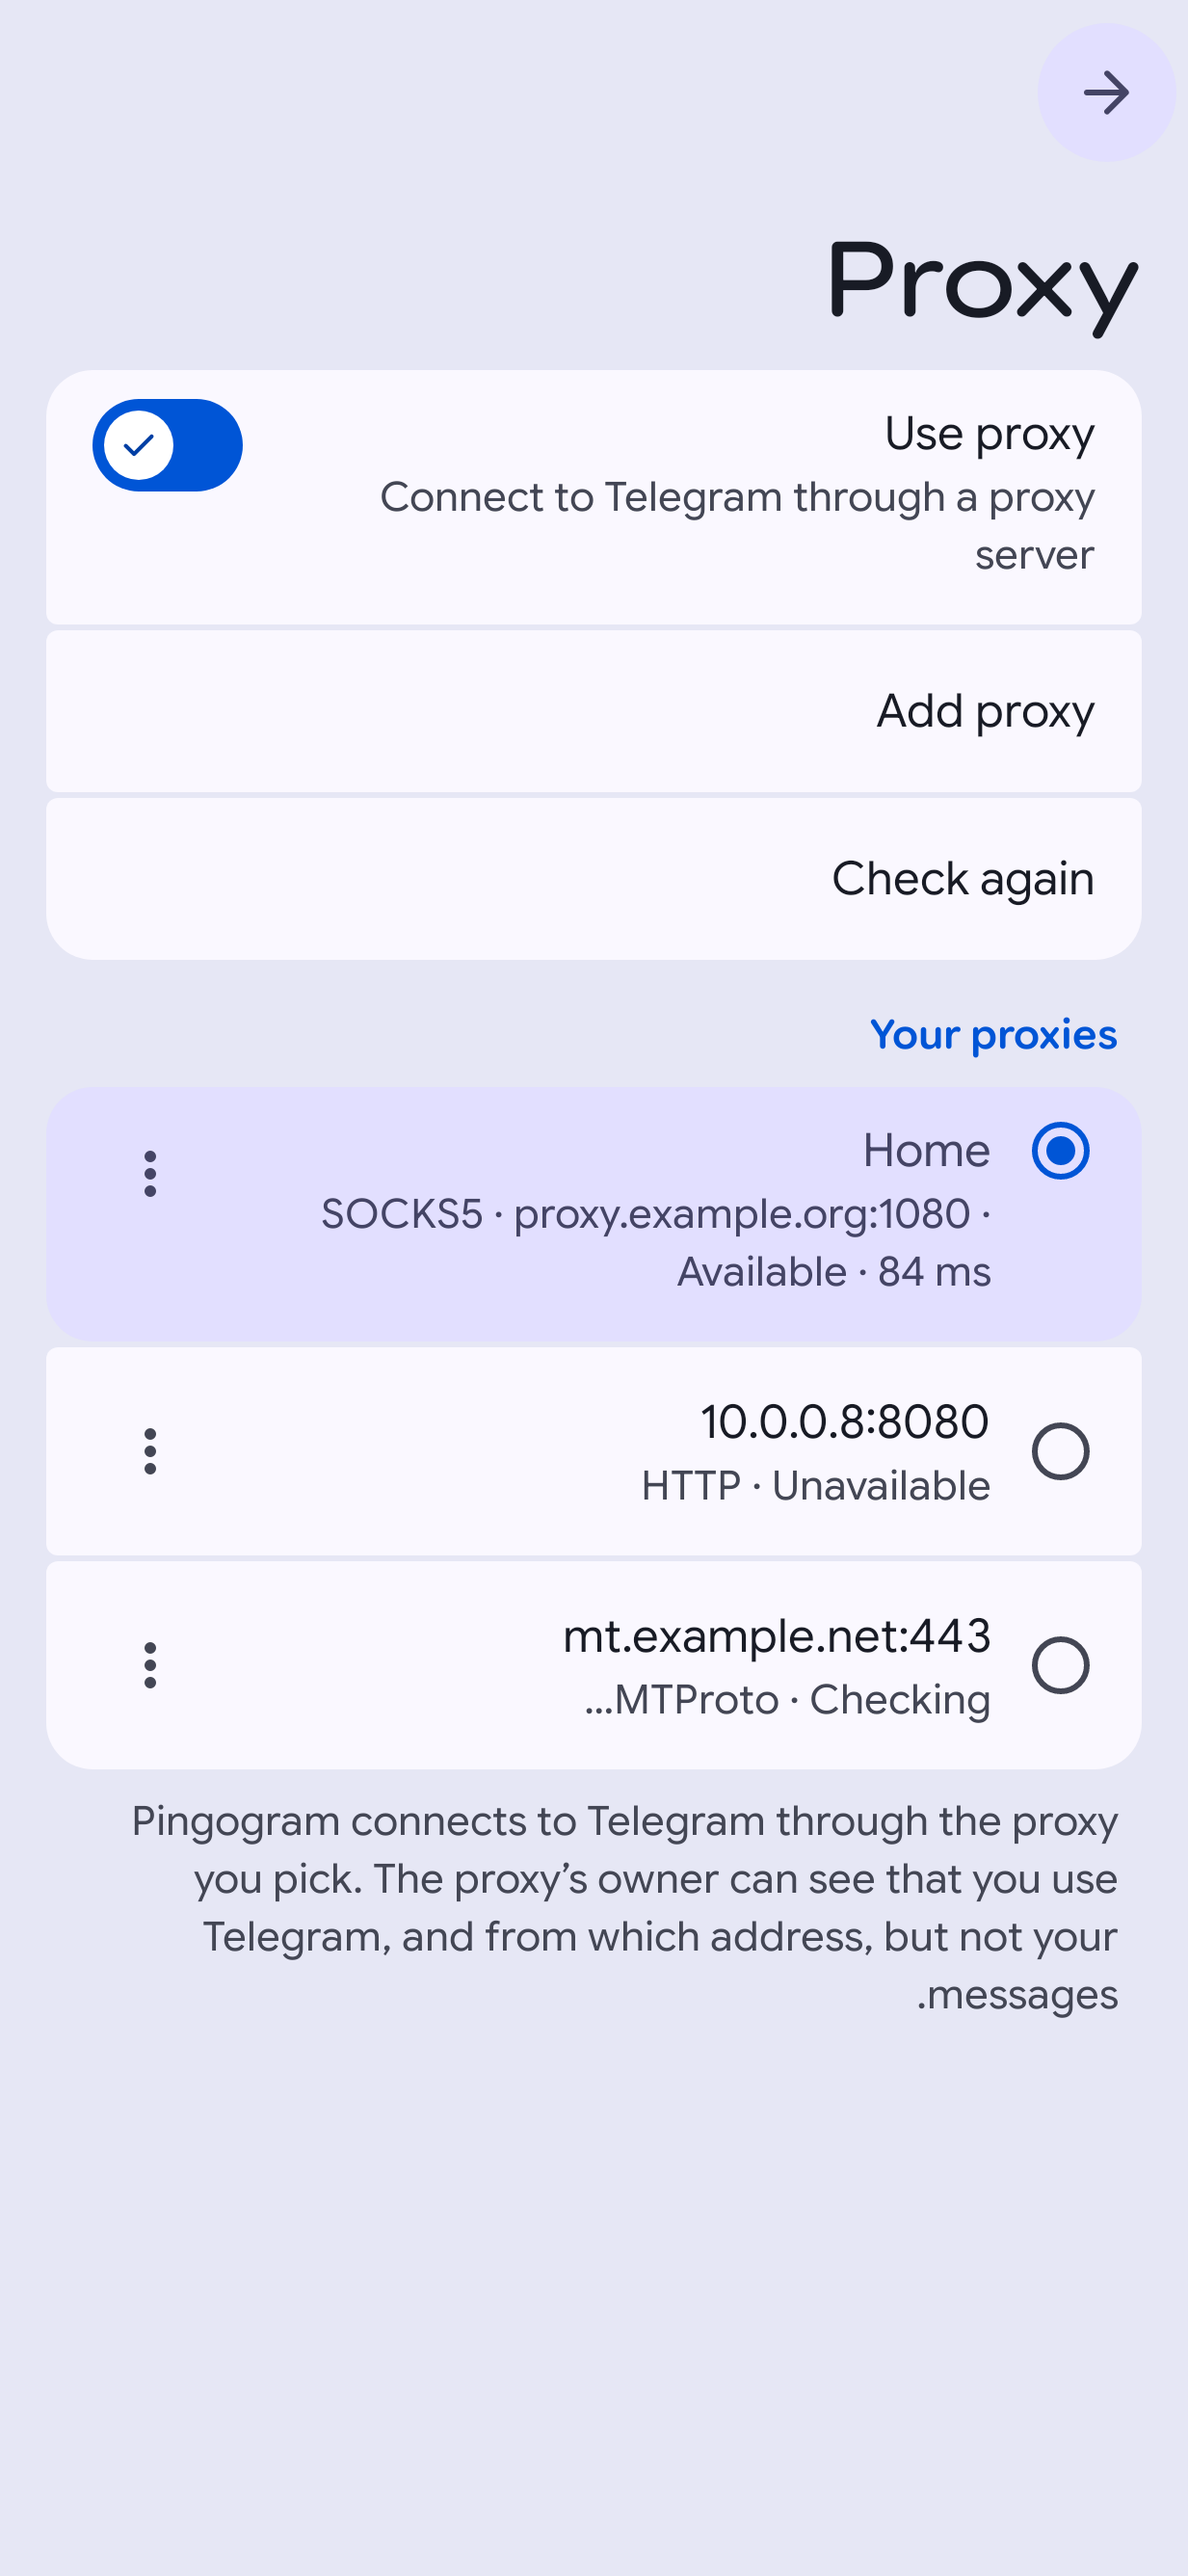 Proxy
Use proxy
Connect to Telegram through a proxy
server
Add proxy
Check again
Your proxies
Home
SOCKS5 · proxy.example.org:1080 ·
Available · 84 ms
10.0.0.8:8080
HTTP · Unavailable
mt.example.net:443
...MTProto · Checking
Pingogram connects to Telegram through the proxy
you pick. The proxy’s owner can see that you use
Telegram, and from which address, but not your
.messages